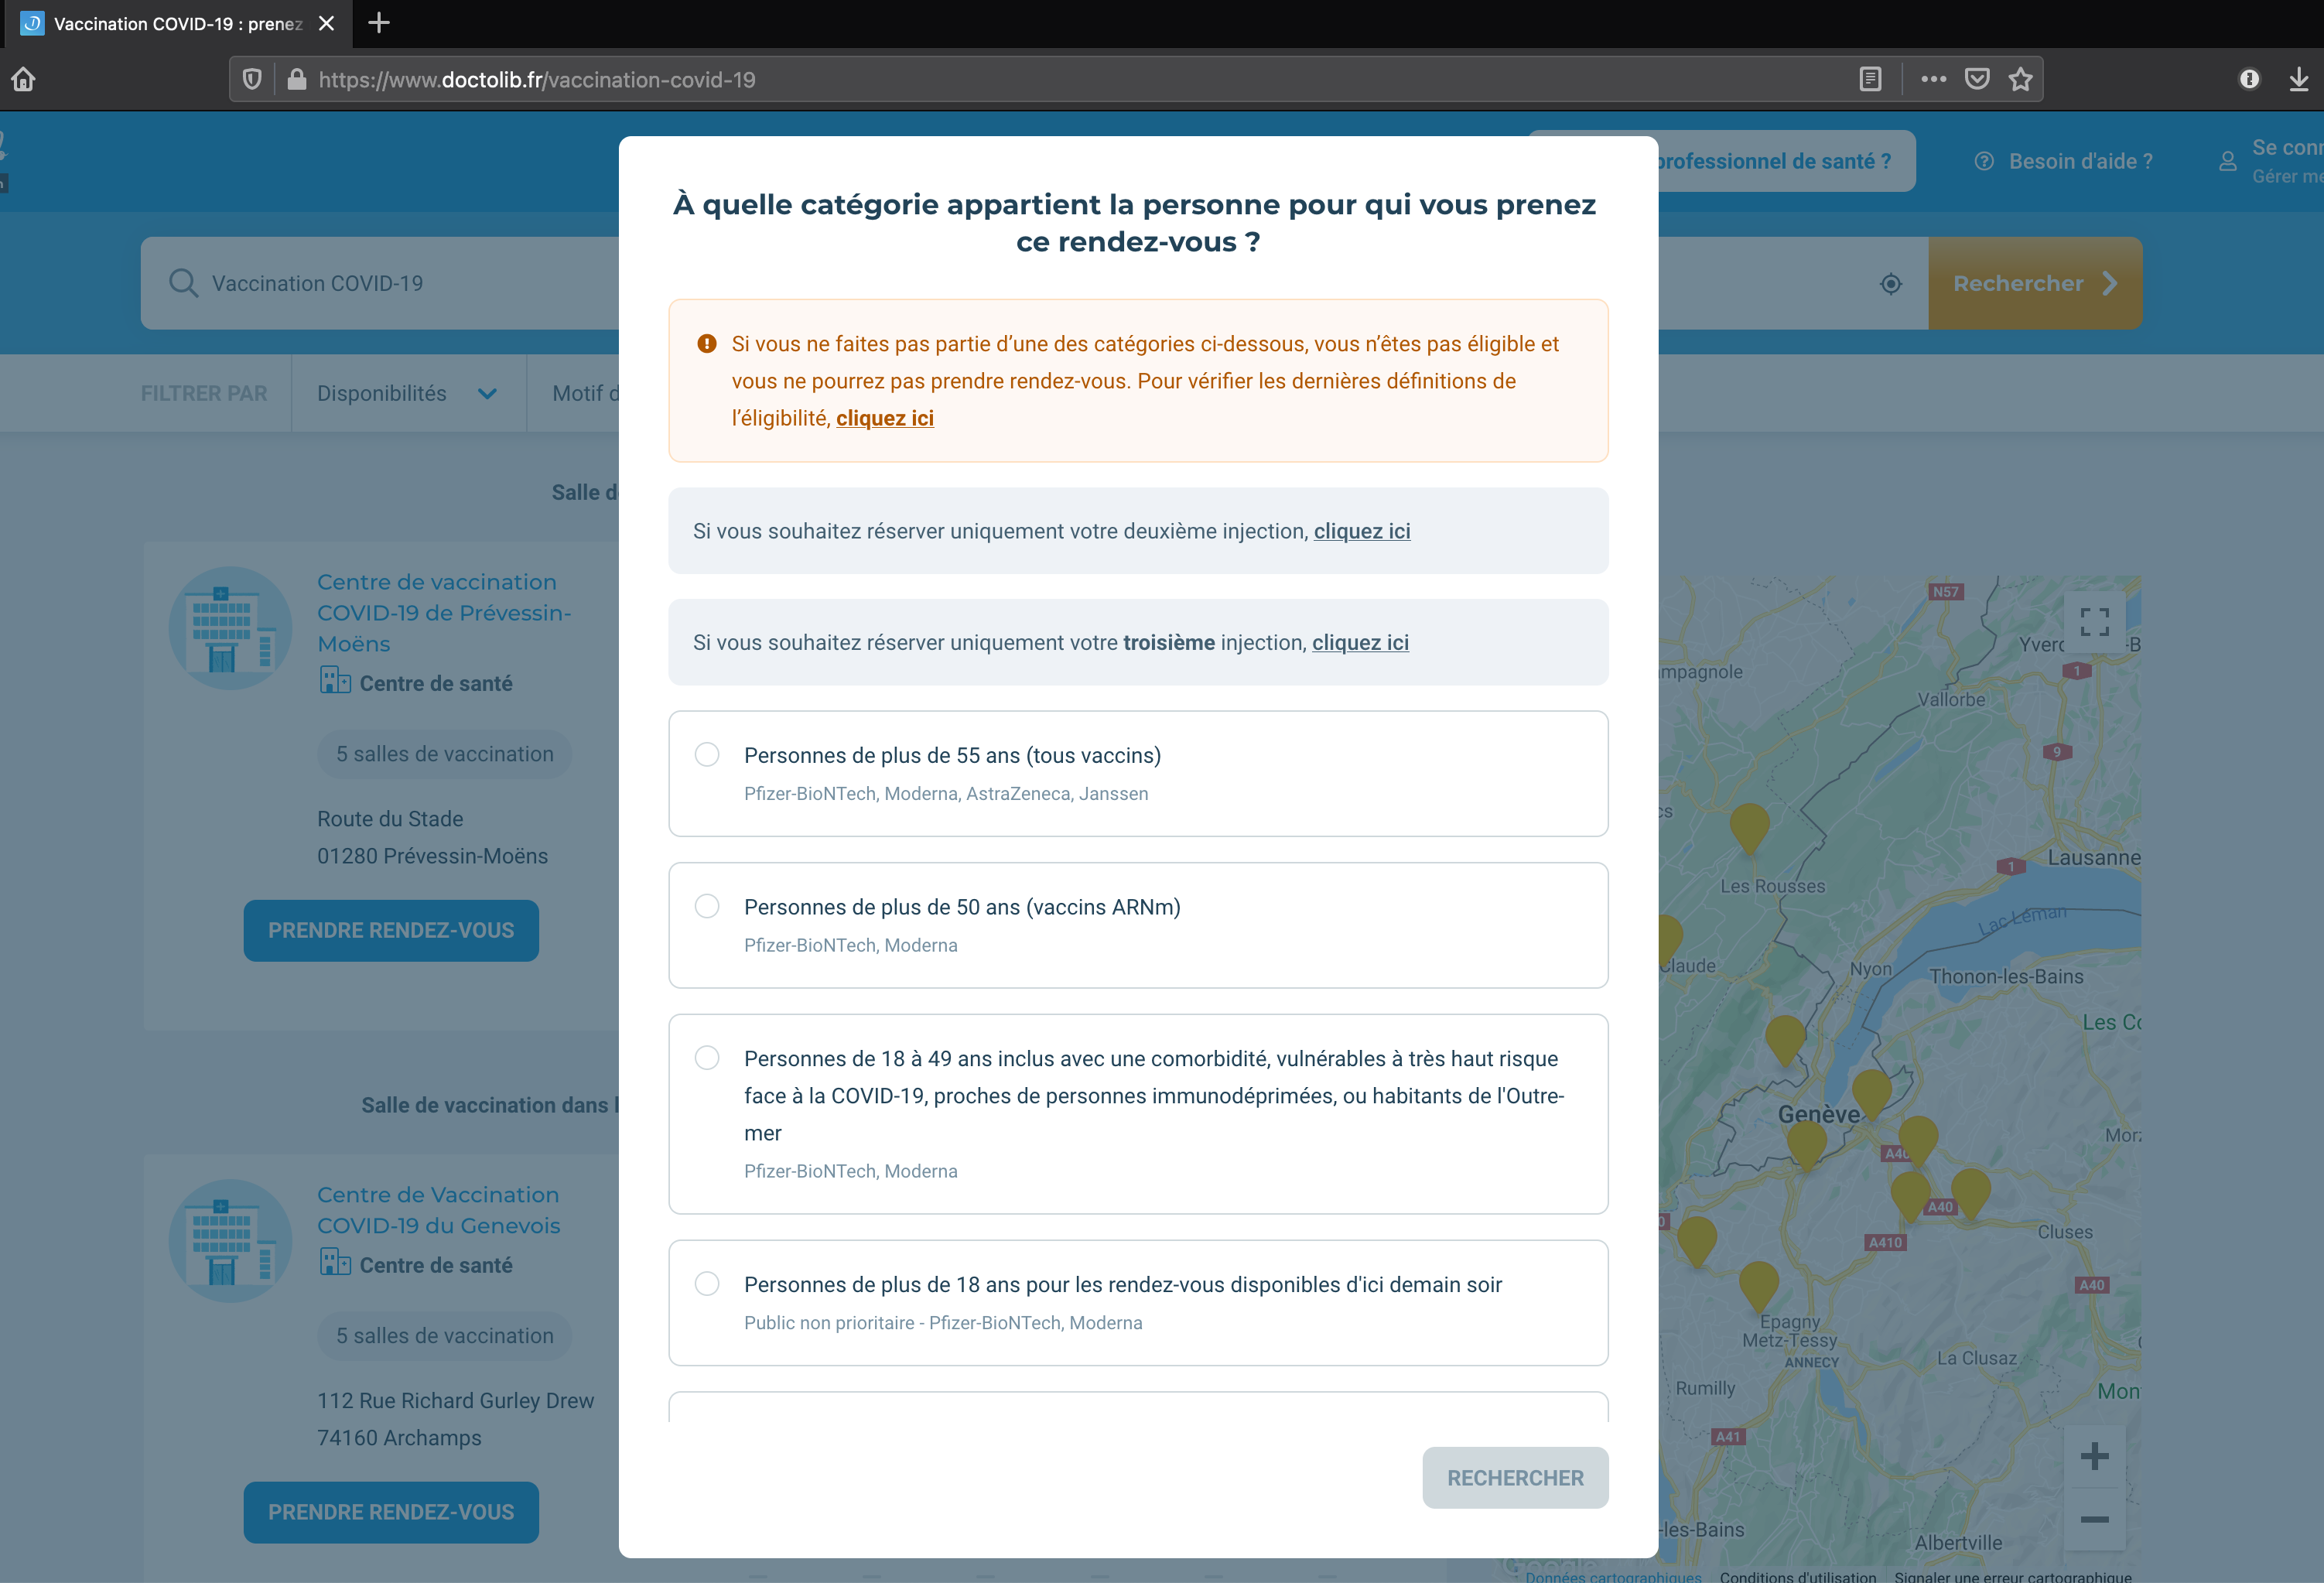 Vaccination COVID-19 : prenez
https://www.doctolib.fr/vaccination-covid-19
professionnel de santé ?
Besoin d'aide ?
Se conn
Gérer me
Vaccination COVID-19
Rechercher
FILTRER PAR
Disponibilités
Motif d
Salle de
Centre de vaccination
COVID-19 de Prévessin-
Moëns
Centre de santé
5 salles de vaccination
Route du Stade
01280 Prévessin-Moëns
PRENDRE RENDEZ-VOUS
Salle de vaccination dans l
Centre de Vaccination
COVID-19 du Genevois
Centre de santé
5 salles de vaccination
112 Rue Richard Gurley Drew
74160 Archamps
PRENDRE RENDEZ-VOUS
À quelle catégorie appartient la personne pour qui vous prenez
ce rendez-vous ?
Si vous ne faites pas partie d’une des catégories ci-dessous, vous n’êtes pas éligible et
vous ne pourrez pas prendre rendez-vous. Pour vérifier les dernières définitions de
l’éligibilité, cliquez ici
Si vous souhaitez réserver uniquement votre deuxième injection, cliquez ici
Si vous souhaitez réserver uniquement votre troisième injection, cliquez ici
Personnes de plus de 55 ans (tous vaccins)
Pfizer-BioNTech, Moderna, AstraZeneca, Janssen
Personnes de plus de 50 ans (vaccins ARNm)
Pfizer-BioNTech, Moderna
Personnes de 18 à 49 ans inclus avec une comorbidité, vulnérables à très haut risque
face à la COVID-19, proches de personnes immunodéprimées, ou habitants de l'Outre-
mer
Pfizer-BioNTech, Moderna
Personnes de plus de 18 ans pour les rendez-vous disponibles d'ici demain soir
Public non prioritaire - Pfizer-BioNTech, Moderna
RECHERCHER
N57
Yverd
-B
1
mpagnole
Vallorbe
9
cs
1
Lausanne
Les Rousses
Lac Léman
Claude
Nyon
Thonon-les-Bains
Les Co
Genève
Morz
A40
A40
A410
Cluses
A40
Epagny
Metz-Tessy
ANNECY
La Clusaz
Rumilly
Mon
A41
-les-Bains
Albertville
Google
Données cartographiques
Conditions d'utilisation
Signaler une erreur cartographique